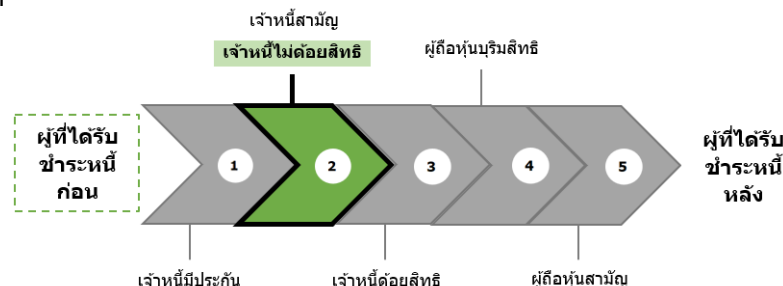 เจ้าหนี้สามัญ
เจ้าหนี้ไม่ด้อยสิทธิ
ผู้ถือหุ้นบุริมสิทธิ
ผู้ที่ได้รับ
ชำระหนี้
ก่อน
1
2
3
4
5
ผู้ที่ได้รับ
ชำระหนี้
หลัง
เจ้าหนี้มีประกัน
เจ้าหนี้ด้อยสิทธิ
ผู้ถือหุ้นสามัญ